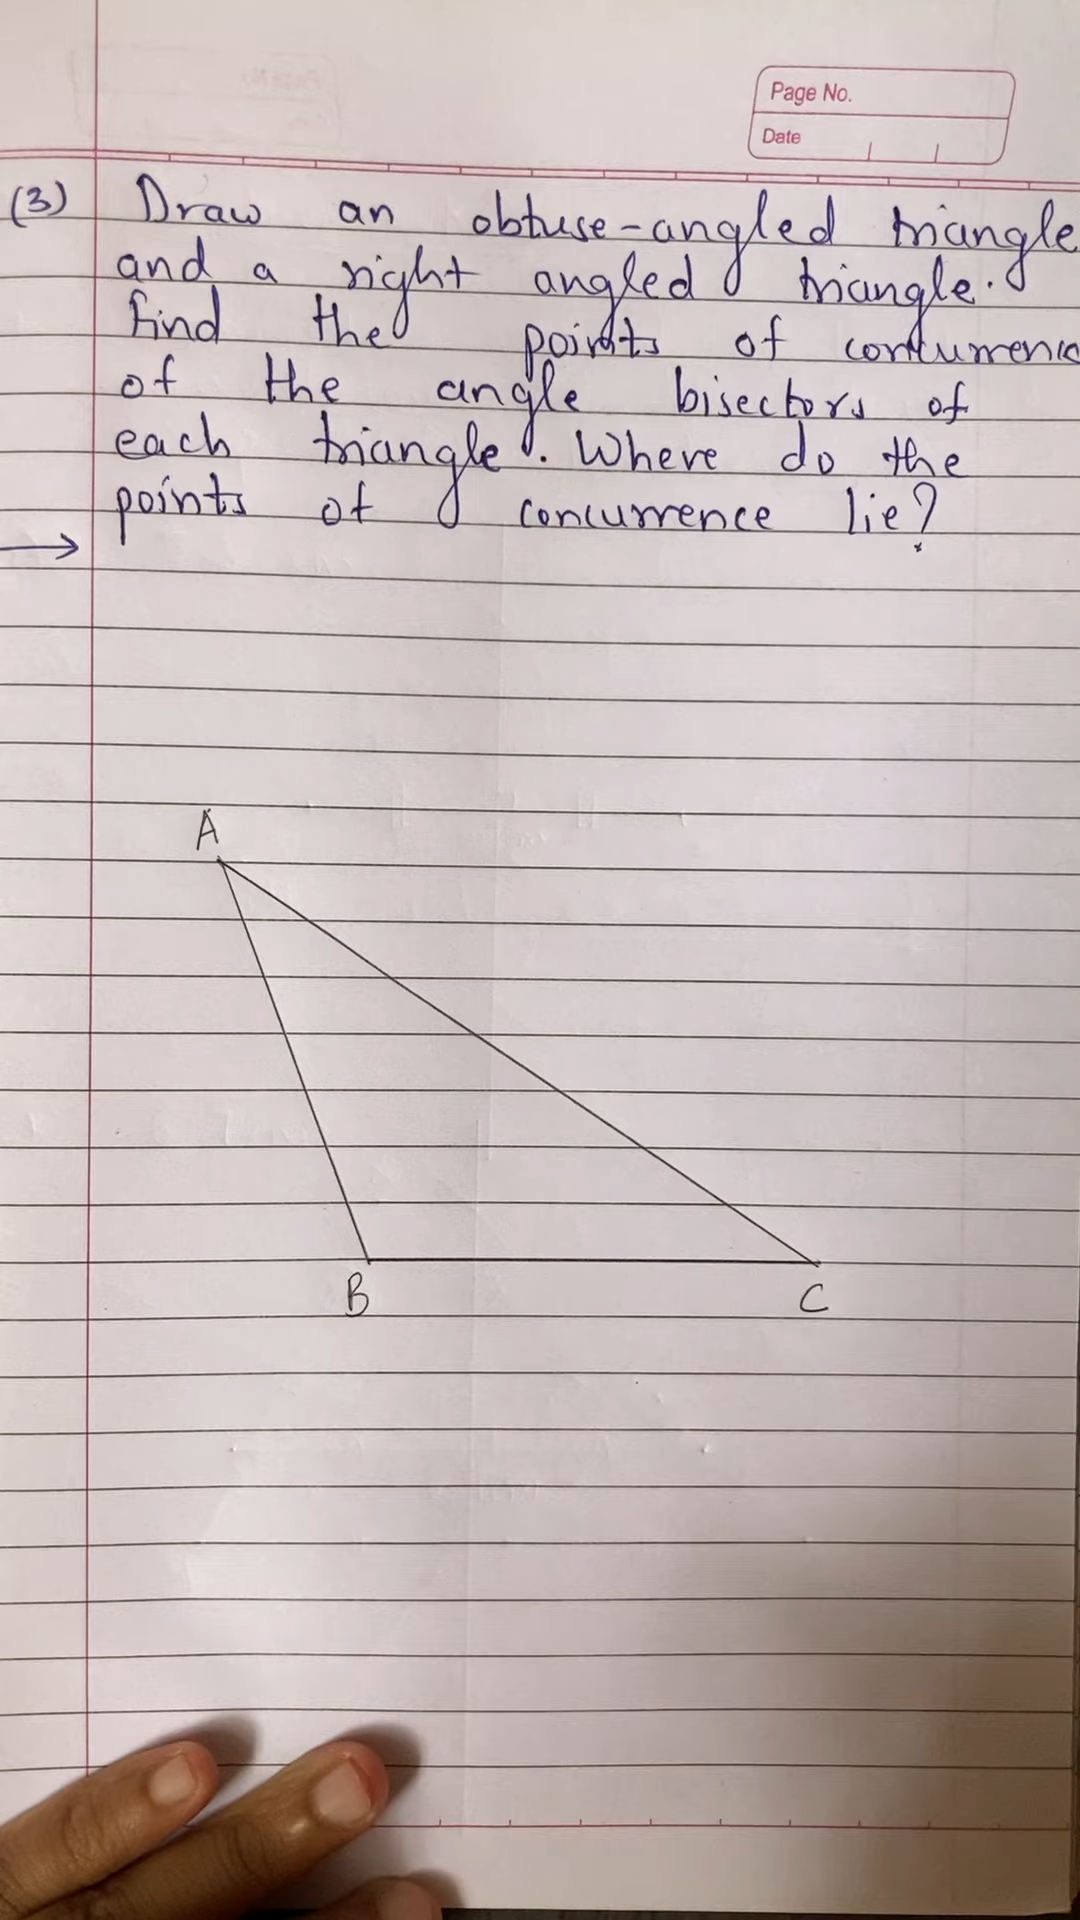 Page No.
Date
(3) Draw an obtuse-angled triangle
and a right angled triangle.
find the points of concurrenc
of the angle bisectors of
each triangle. Where do the
points of concurrence lie?
A
B
C